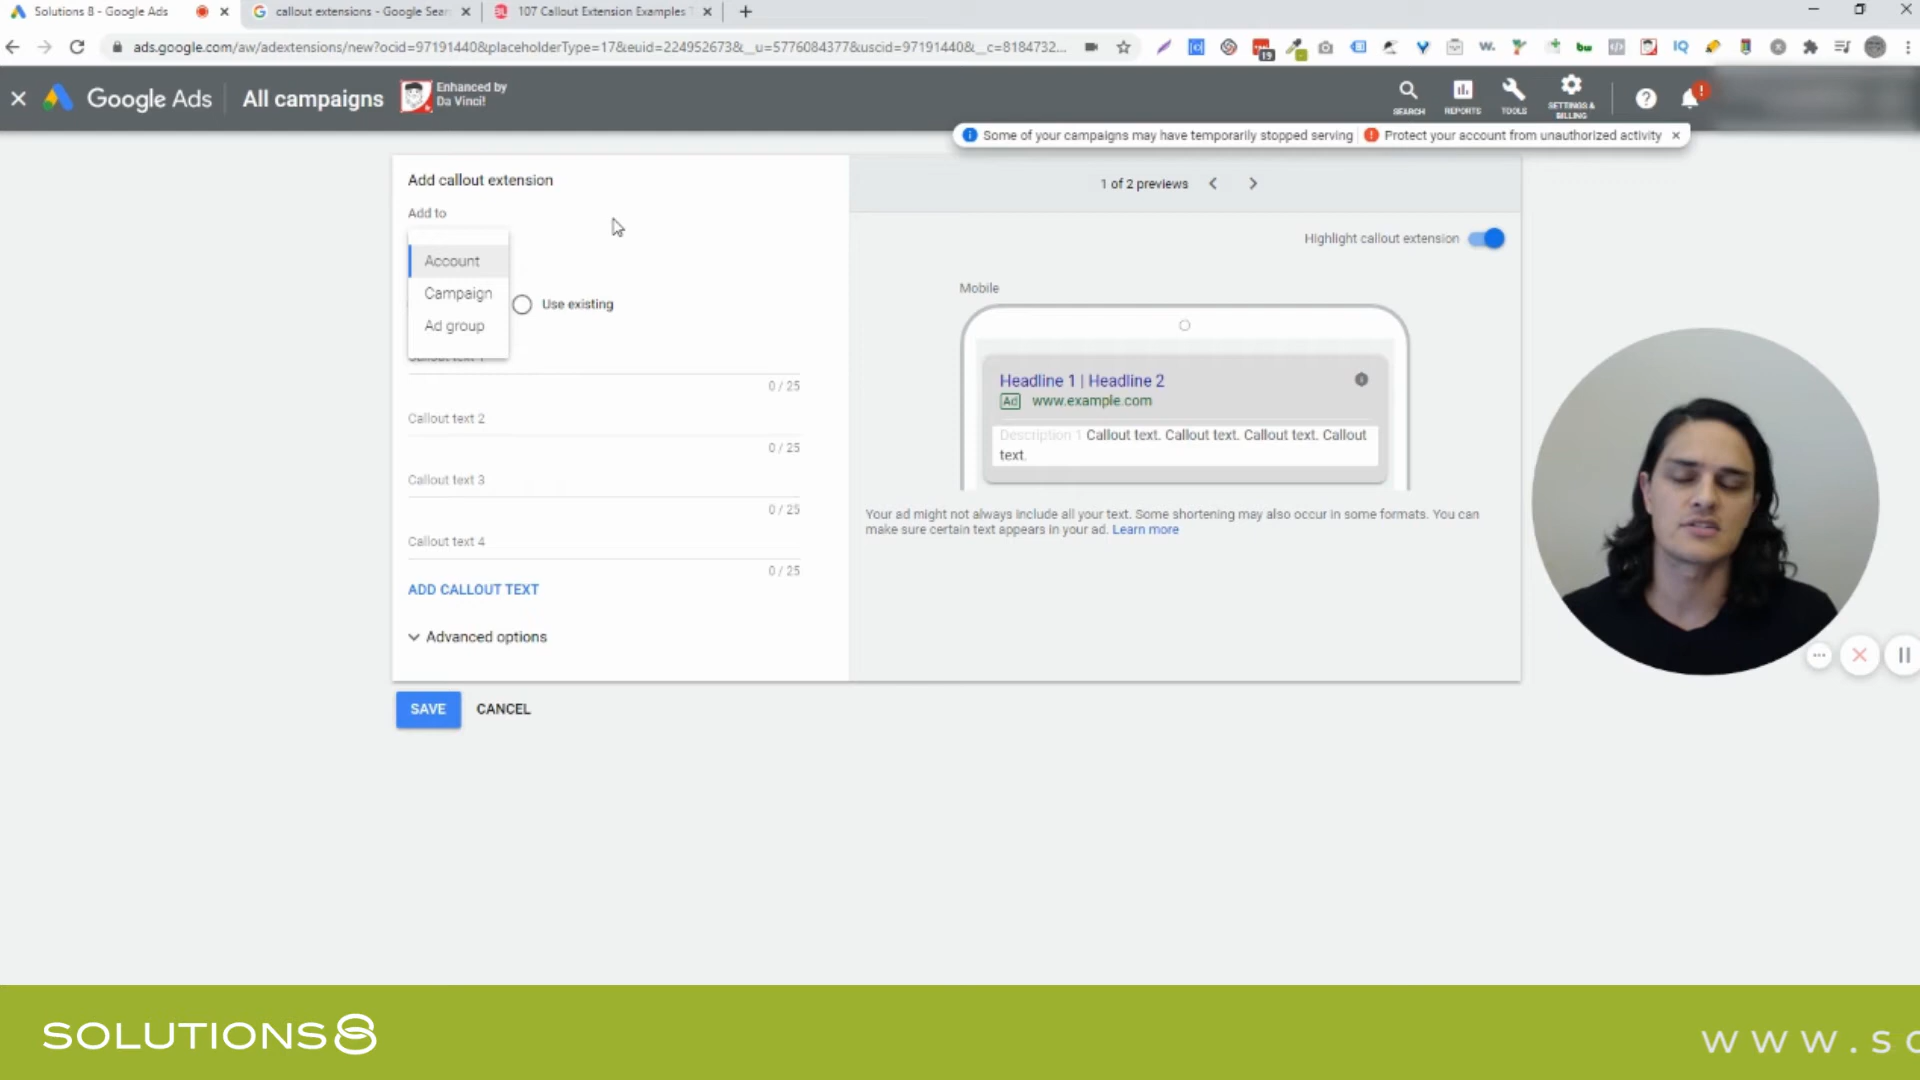 Solutions 8 - Google Ads
callout extensions - Google Sear
107 Callout Extension Examples T
ads.google.com/aw/adextensions/new?ocid=97191440&placeholderType=17&euid=224952673&__u=5776084377&uscid=97191440&__c=8184732...
19
IQ
Google Ads
All campaigns
Enhanced by
Da Vinci!
SEARCH
REPORTS
TOOLS
SETTINGS &
BILLING
Some of your campaigns may have temporarily stopped serving
Protect your account from unauthorized activity
Add callout extension
Add to
Account
Campaign
Ad group
Use existing
0 / 25
Callout text 2
0 / 25
Callout text 3
0 / 25
Callout text 4
0 / 25
ADD CALLOUT TEXT
Advanced options
SAVE
CANCEL
1 of 2 previews
Highlight callout extension
Mobile
Headline 1 | Headline 2
Ad www.example.com
Description 1 Callout text. Callout text. Callout text. Callout
text.
Your ad might not always include all your text. Some shortening may also occur in some formats. You can
make sure certain text appears in your ad. Learn more
SOLUTIONS8
www.so